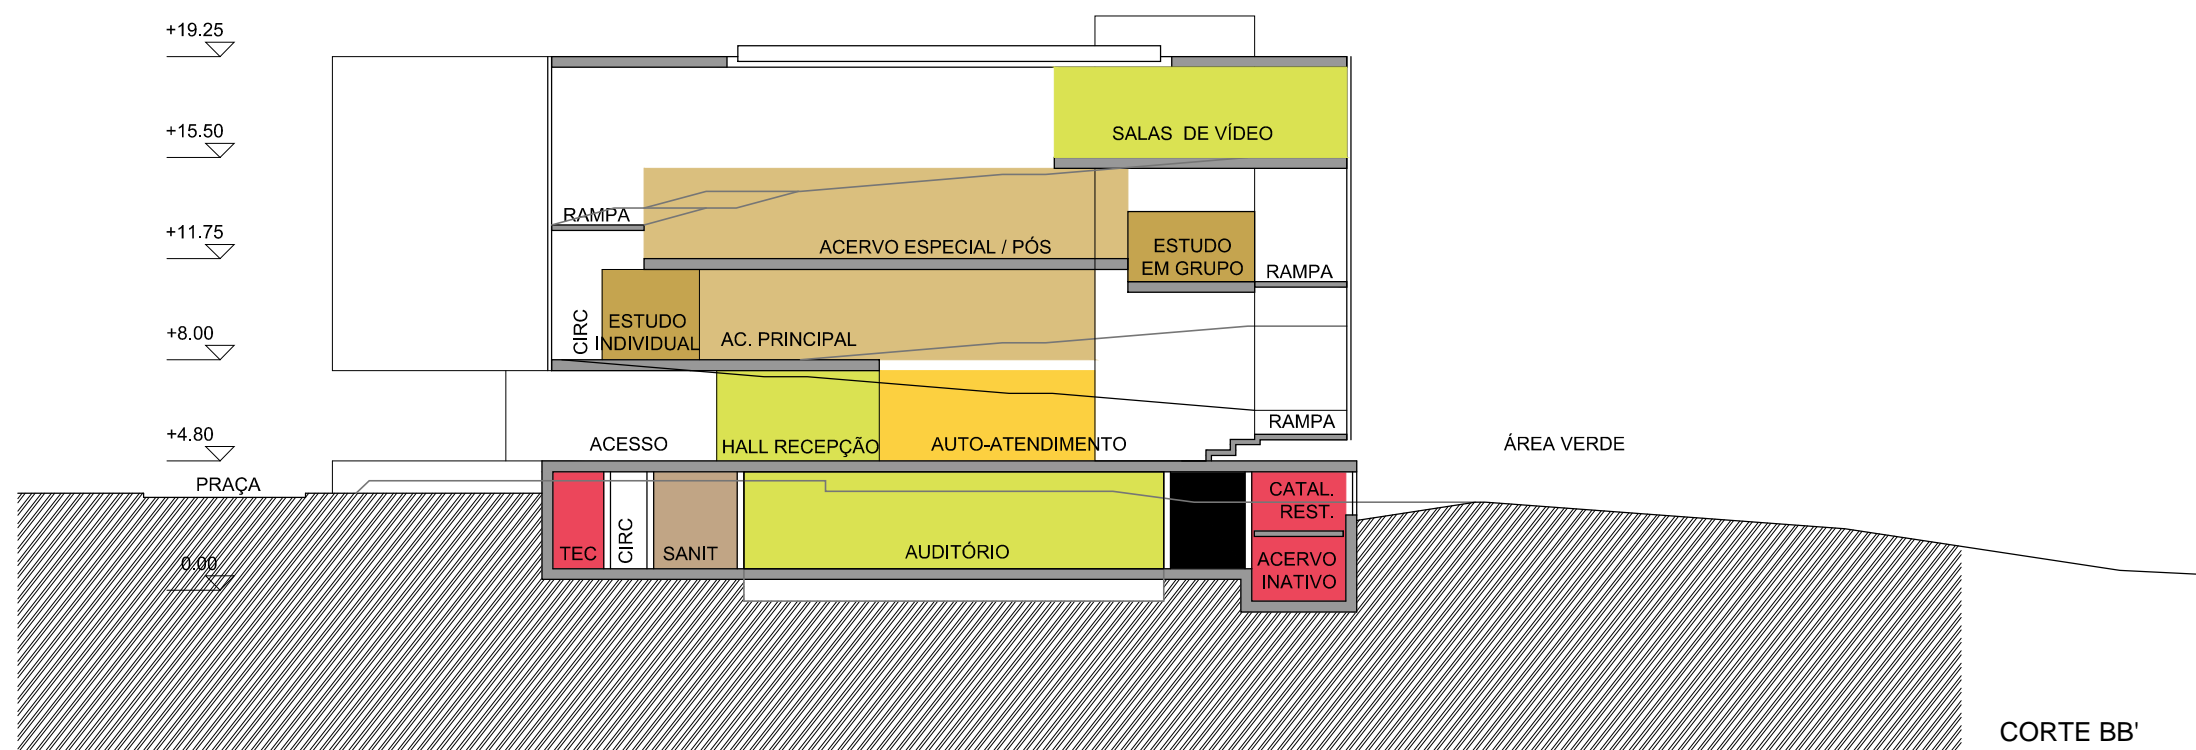 +19.25
+15.50
SALAS DE VÍDEO
RAMPA
+11.75
ACERVO ESPECIAL / PÓS
ESTUDO
EM GRUPO
RAMPA
+8.00
CIRC
ESTUDO
INDIVIDUAL
AC. PRINCIPAL
RAMPA
+4.80
ACESSO
HALL RECEPÇÃO
AUTO-ATENDIMENTO
ÁREA VERDE
PRAÇA
CATAL.
REST.
TEC
CIRC
SANIT
AUDITÓRIO
ACERVO
INATIVO
0.00
CORTE BB'